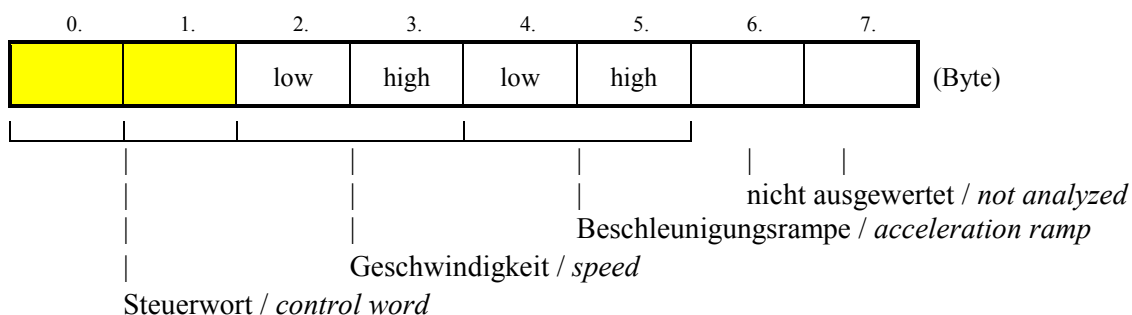 0. 1. 2. 3. 4. 5. 6. 7.
low high low high (Byte)
nicht ausgewertet / not analyzed
Beschleunigungsrampe / acceleration ramp
Geschwindigkeit / speed
Steuerwort / control word